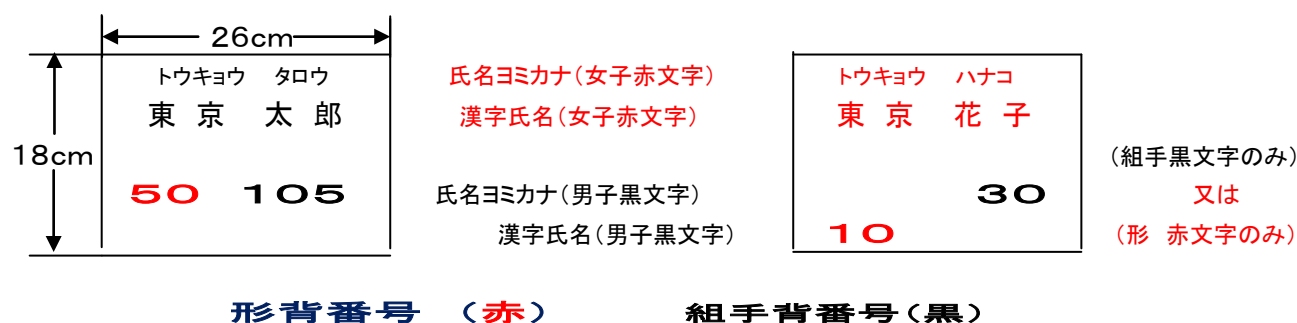 26cm
トウキョウ タロウ
東 京 太 郎
18cm
50 105
氏名ヨミカナ(女子赤文字)
漢字氏名(女子赤文字)
氏名ヨミカナ(男子黒文字)
漢字氏名(男子黒文字)
トウキョウ ハナコ
東 京 花 子
30
10
(組手黒文字のみ)
又は
(形 赤文字のみ)
形背番号 (赤) 組手背番号(黒)